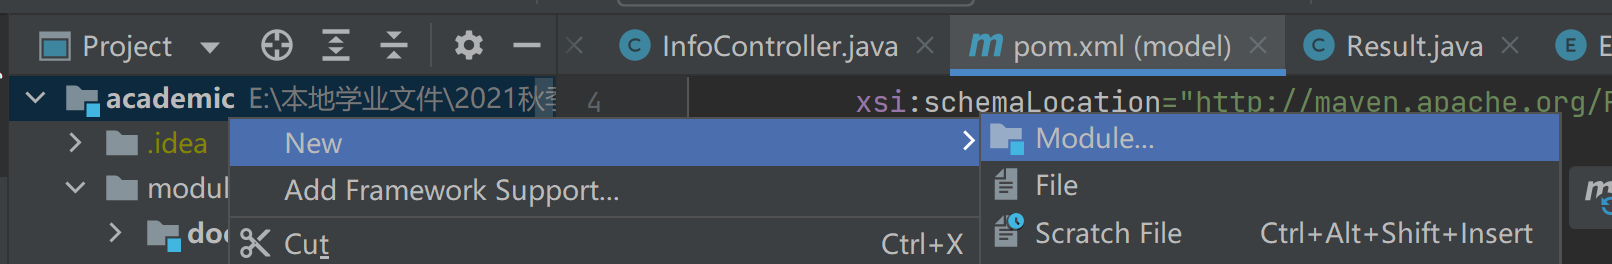 Project
InfoController.java
pom.xml (model)
Result.java
E
academic E:\本地学业文件\2021秋
4
xsi:schemaLocation="http://maven.apache.org/
.idea
New
Module...
modul
Add Framework Support...
File
doc
Cut Ctrl+X
Scratch File Ctrl+Alt+Shift+Insert